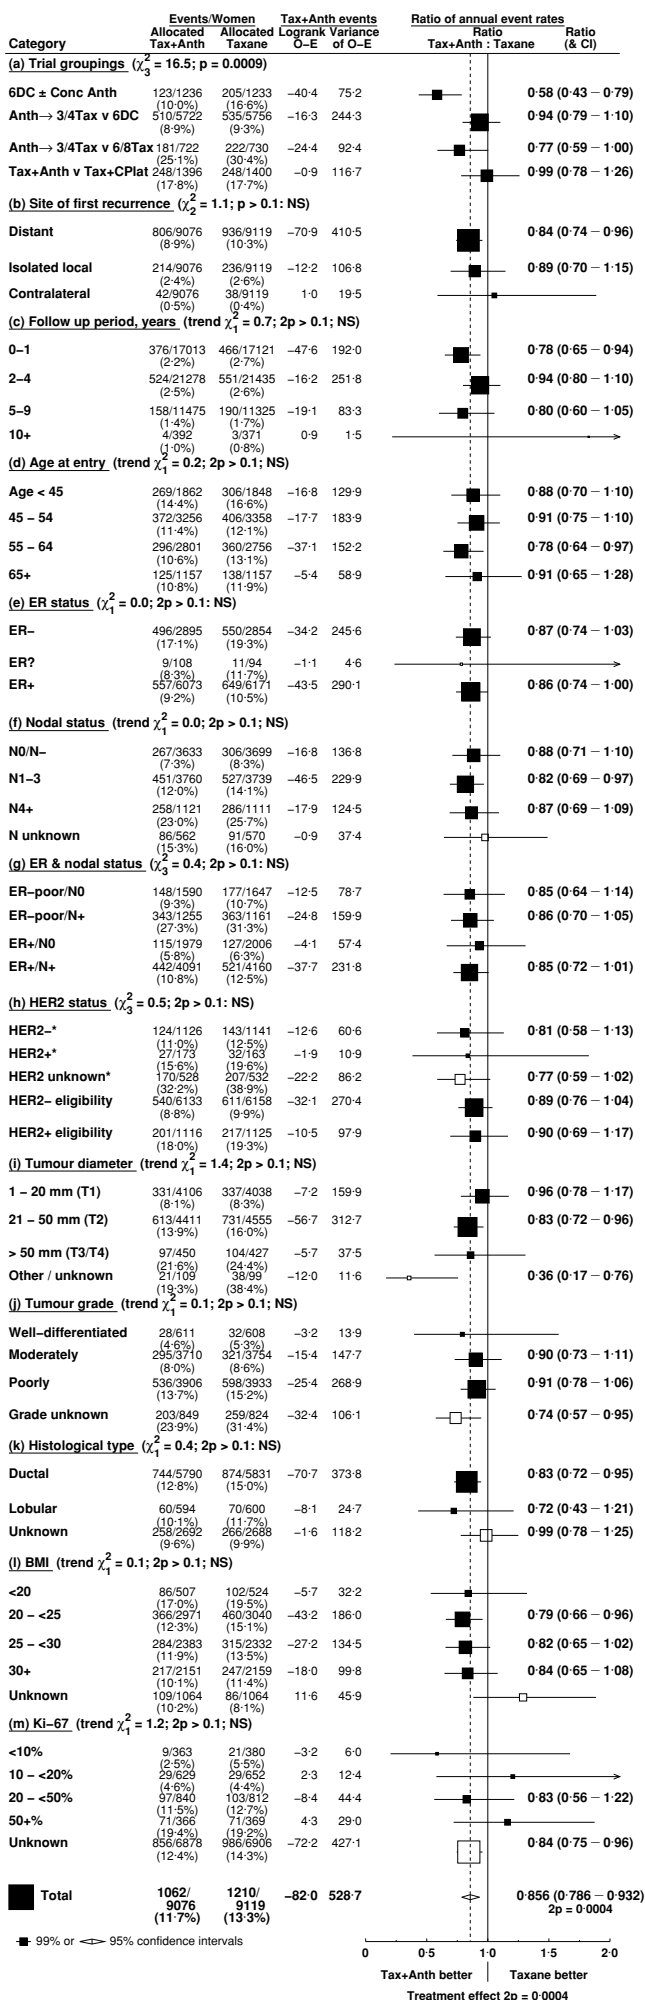 Events/Women Tax+Anth events Ratio of annual event rates
Allocated Allocated Logrank Variance Ratio Ratio
Category Tax+Anth Taxane O−E of O−E Tax+Anth : Taxane (& CI)
(a) Trial groupings (χ²₃ = 16·5; p = 0·0009)
6DC ± Conc Anth 123/1236 205/1233 −40·4 75·2 0·58 (0·43 − 0·79)
(10·0%) (16·6%)
Anth→ 3/4Tax v 6DC 510/5722 535/5756 −16·3 244·3 0·94 (0·79 − 1·10)
(8·9%) (9·3%)
Anth→ 3/4Tax v 6/8Tax 181/722 222/730 −24·4 92·4 0·77 (0·59 − 1·00)
(25·1%) (30·4%)
Tax+Anth v Tax+CPlat 248/1396 248/1400 −0·9 116·7 0·99 (0·78 − 1·26)
(17·8%) (17·7%)
(b) Site of first recurrence (χ²₂ = 1·1; p > 0·1: NS)
Distant 806/9076 936/9119 −70·9 410·5 0·84 (0·74 − 0·96)
(8·9%) (10·3%)
Isolated local 214/9076 236/9119 −12·2 106·8 0·89 (0·70 − 1·15)
(2·4%) (2·6%)
Contralateral 42/9076 38/9119 1·0 19·5
(0·5%) (0·4%)
(c) Follow up period, years (trend χ²₁ = 0·7; 2p > 0·1; NS)
0−1 376/17013 466/17121 −47·6 192·0 0·78 (0·65 − 0·94)
(2·2%) (2·7%)
2−4 524/21278 551/21435 −16·2 251·8 0·94 (0·80 − 1·10)
(2·5%) (2·6%)
5−9 158/11475 190/11325 −19·1 83·3 0·80 (0·60 − 1·05)
(1·4%) (1·7%)
10+ 4/392 3/371 0·9 1·5
(1·0%) (0·8%)
(d) Age at entry (trend χ²₁ = 0·2; 2p > 0·1; NS)
Age < 45 269/1862 306/1848 −16·8 129·9 0·88 (0·70 − 1·10)
(14·4%) (16·6%)
45 − 54 372/3256 406/3358 −17·7 183·9 0·91 (0·75 − 1·10)
(11·4%) (12·1%)
55 − 64 296/2801 360/2756 −37·1 152·2 0·78 (0·64 − 0·97)
(10·6%) (13·1%)
65+ 125/1157 138/1157 −5·4 58·9 0·91 (0·65 − 1·28)
(10·8%) (11·9%)
(e) ER status (χ²₁ = 0·0; 2p > 0·1: NS)
ER− 496/2895 550/2854 −34·2 245·6 0·87 (0·74 − 1·03)
(17·1%) (19·3%)
ER? 9/108 11/94 −1·1 4·6
(8·3%) (11·7%)
ER+ 557/6073 649/6171 −43·5 290·1 0·86 (0·74 − 1·00)
(9·2%) (10·5%)
(f) Nodal status (trend χ²₁ = 0·0; 2p > 0·1; NS)
N0/N− 267/3633 306/3699 −16·8 136·8 0·88 (0·71 − 1·10)
(7·3%) (8·3%)
N1−3 451/3760 527/3739 −46·5 229·9 0·82 (0·69 − 0·97)
(12·0%) (14·1%)
N4+ 258/1121 286/1111 −17·9 124·5 0·87 (0·69 − 1·09)
(23·0%) (25·7%)
N unknown 86/562 91/570 −0·9 37·4
(15·3%) (16·0%)
(g) ER & nodal status (χ²₃ = 0·4; 2p > 0·1: NS)
ER−poor/N0 148/1590 177/1647 −12·5 78·7 0·85 (0·64 − 1·14)
(9·3%) (10·7%)
ER−poor/N+ 343/1255 363/1161 −24·8 159·9 0·86 (0·70 − 1·05)
(27·3%) (31·3%)
ER+/N0 115/1979 127/2006 −4·1 57·4
(5·8%) (6·3%)
ER+/N+ 442/4091 521/4160 −37·7 231·8 0·85 (0·72 − 1·01)
(10·8%) (12·5%)
(h) HER2 status (χ²₃ = 0·5; 2p > 0·1: NS)
HER2−* 124/1126 143/1141 −12·6 60·6 0·81 (0·58 − 1·13)
(11·0%) (12·5%)
HER2+* 27/173 32/163 −1·9 10·9
(15·6%) (19·6%)
HER2 unknown* 170/528 207/532 −22·2 86·2 0·77 (0·59 − 1·02)
(32·2%) (38·9%)
HER2− eligibility 540/6133 611/6158 −32·1 270·4 0·89 (0·76 − 1·04)
(8·8%) (9·9%)
HER2+ eligibility 201/1116 217/1125 −10·5 97·9 0·90 (0·69 − 1·17)
(18·0%) (19·3%)
(i) Tumour diameter (trend χ²₁ = 1·4; 2p > 0·1; NS)
1 − 20 mm (T1) 331/4106 337/4038 −7·2 159·9 0·96 (0·78 − 1·17)
(8·1%) (8·3%)
21 − 50 mm (T2) 613/4411 731/4555 −56·7 312·7 0·83 (0·72 − 0·96)
(13·9%) (16·0%)
> 50 mm (T3/T4) 97/450 104/427 −5·7 37·5
(21·6%) (24·4%)
Other / unknown 21/109 38/99 −12·0 11·6 0·36 (0·17 − 0·76)
(19·3%) (38·4%)
(j) Tumour grade (trend χ²₁ = 0·1; 2p > 0·1; NS)
Well−differentiated 28/611 32/608 −3·2 13·9
(4·6%) (5·3%)
Moderately 295/3710 321/3754 −15·4 147·7 0·90 (0·73 − 1·11)
(8·0%) (8·6%)
Poorly 536/3906 598/3933 −25·4 268·9 0·91 (0·78 − 1·06)
(13·7%) (15·2%)
Grade unknown 203/849 259/824 −32·4 106·1 0·74 (0·57 − 0·95)
(23·9%) (31·4%)
(k) Histological type (χ²₁ = 0·4; 2p > 0·1: NS)
Ductal 744/5790 874/5831 −70·7 373·8 0·83 (0·72 − 0·95)
(12·8%) (15·0%)
Lobular 60/594 70/600 −8·1 24·7 0·72 (0·43 − 1·21)
(10·1%) (11·7%)
Unknown 258/2692 266/2688 −1·6 118·2 0·99 (0·78 − 1·25)
(9·6%) (9·9%)
(l) BMI (trend χ²₁ = 0·1; 2p > 0·1; NS)
<20 86/507 102/524 −5·7 32·2
(17·0%) (19·5%)
20 − <25 366/2971 460/3040 −43·2 186·0 0·79 (0·66 − 0·96)
(12·3%) (15·1%)
25 − <30 284/2383 315/2332 −27·2 134·5 0·82 (0·65 − 1·02)
(11·9%) (13·5%)
30+ 217/2151 247/2159 −18·0 99·8 0·84 (0·65 − 1·08)
(10·1%) (11·4%)
Unknown 109/1064 86/1064 11·6 45·9
(10·2%) (8·1%)
(m) Ki−67 (trend χ²₁ = 1·2; 2p > 0·1; NS)
<10% 9/363 21/380 −3·2 6·0
(2·5%) (5·5%)
10 − <20% 29/629 29/652 2·3 12·4
(4·6%) (4·4%)
20 − <50% 97/840 103/812 −8·4 44·4 0·83 (0·56 − 1·22)
(11·5%) (12·7%)
50+% 71/366 71/369 4·3 29·0
(19·4%) (19·2%)
Unknown 856/6878 986/6906 −72·2 427·1 0·84 (0·75 − 0·96)
(12·4%) (14·3%)
Total 1062/ 1210/ −82·0 528·7 0·856 (0·786 − 0·932)
9076 9119 2p = 0·0004
(11·7%) (13·3%)
99% or 95% confidence intervals
0 0·5 1·0 1·5 2·0
Tax+Anth better Taxane better
Treatment effect 2p = 0·0004